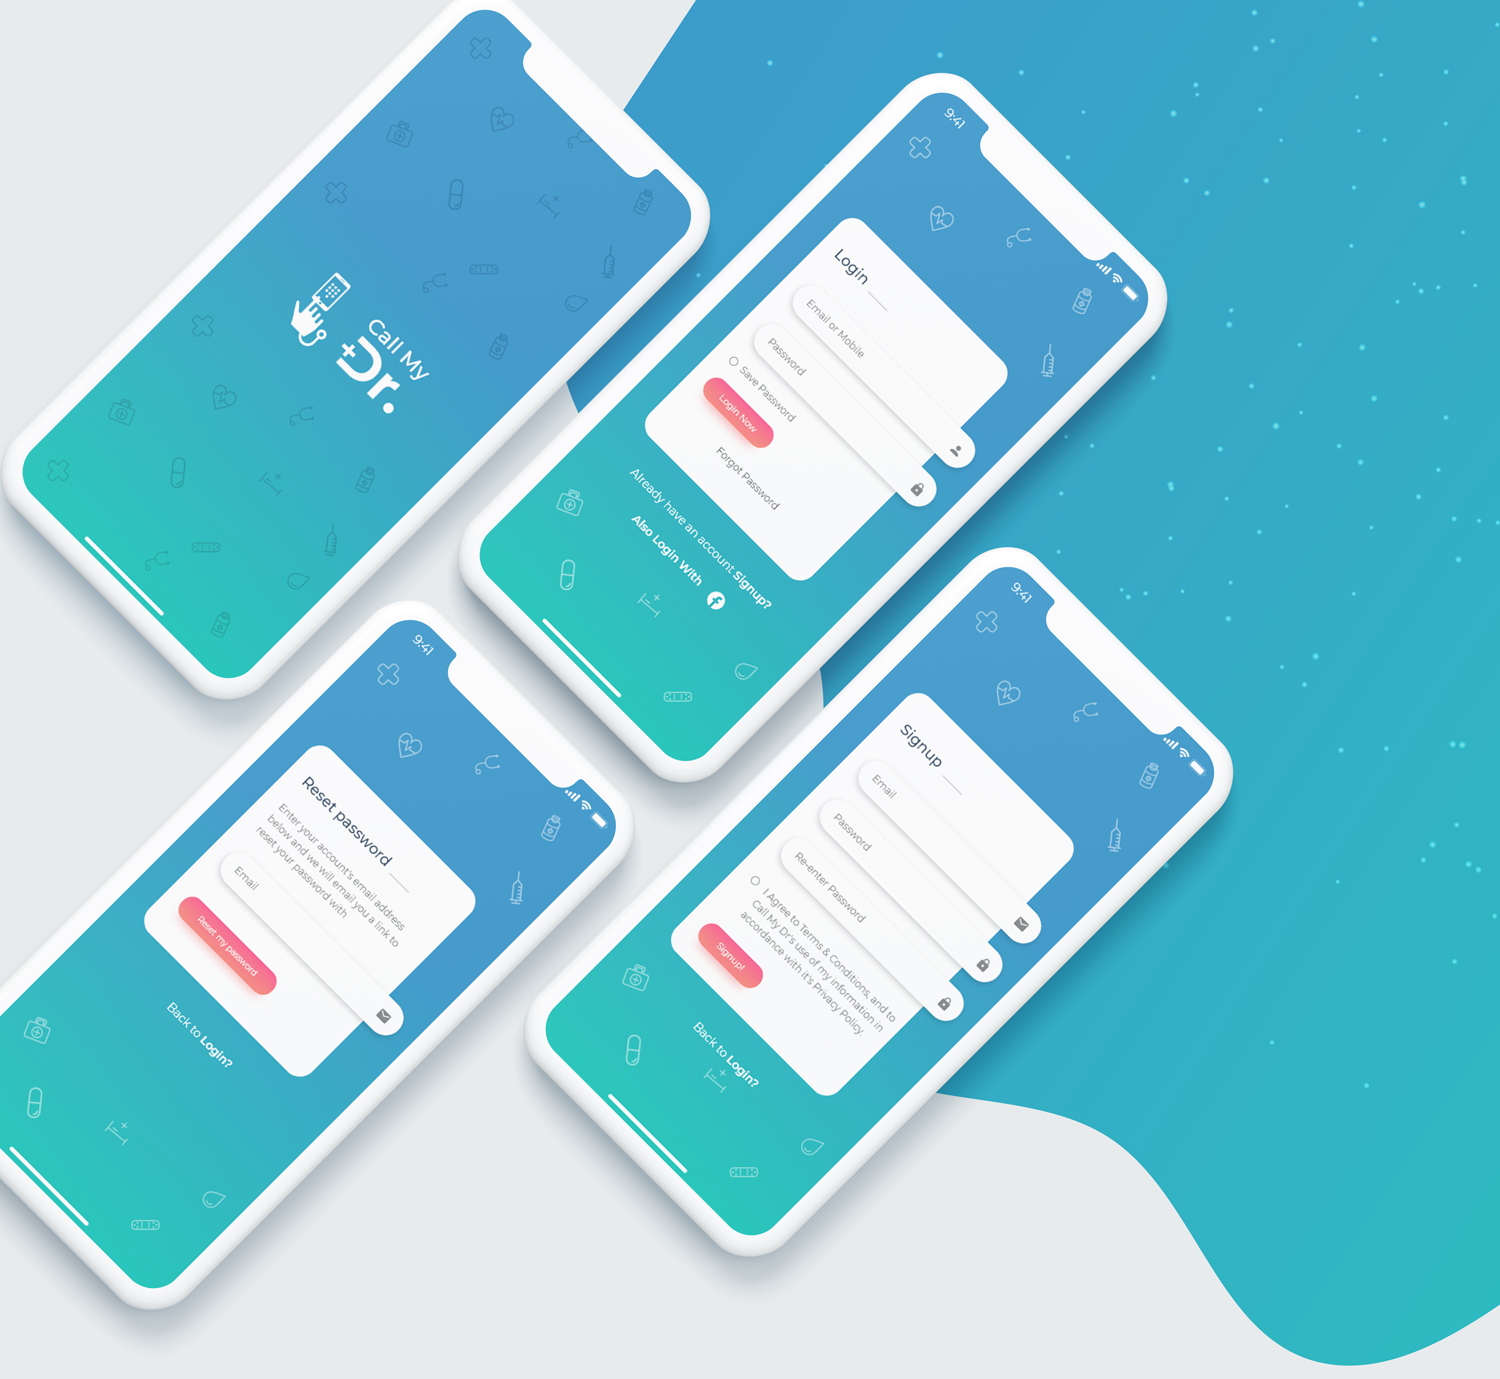 Call My
Dr.
9:41
Login
Email or Mobile
Password
Save Password
Login Now
Forgot Password
Already have an account Signup?
Also Login With
9:41
Reset password
Enter your account's email address
below and we will email you a link to
reset your password with
Email
Reset my password
Back to Login?
9:41
Signup
Email
Password
Re-enter Password
I Agree to Terms & Conditions, and to
Call My Dr's use of my information in
accordance with it's Privacy Policy.
Signup!
Back to Login?